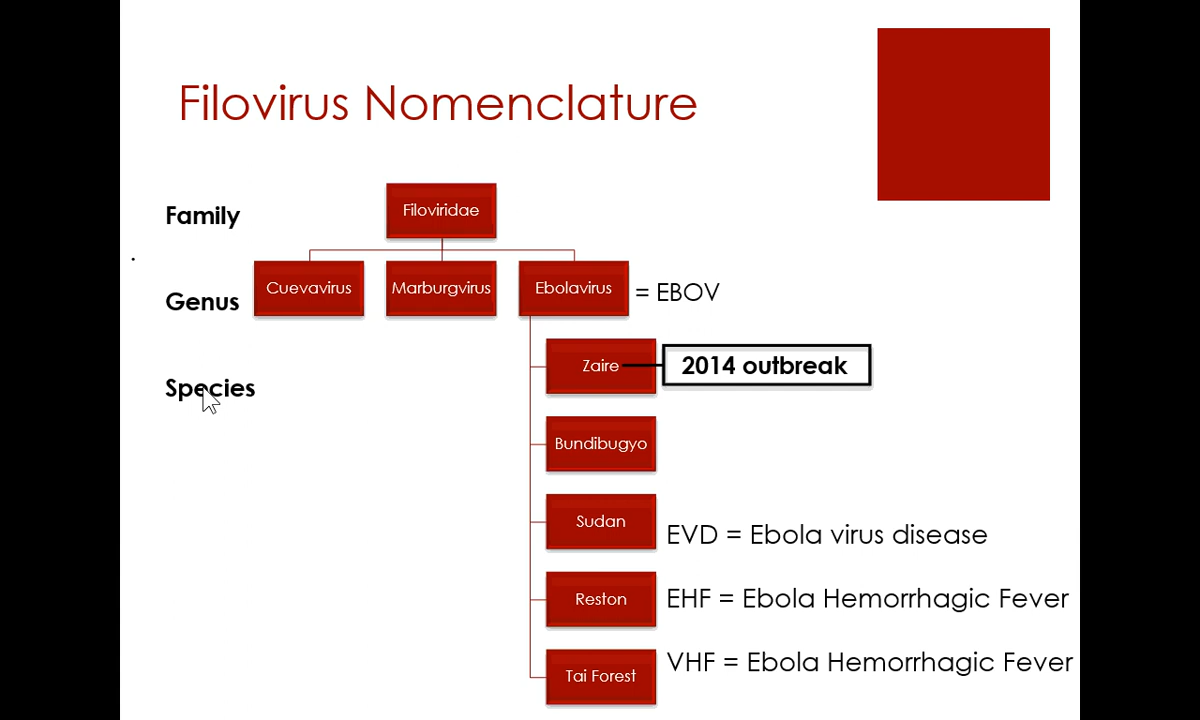 Filovirus Nomenclature
Family
Filoviridae
Genus
Cuevavirus
Marburgvirus
Ebolavirus
= EBOV
Species
Zaire
2014 outbreak
Bundibugyo
Sudan
EVD = Ebola virus disease
Reston
EHF = Ebola Hemorrhagic Fever
Tai Forest
VHF = Ebola Hemorrhagic Fever